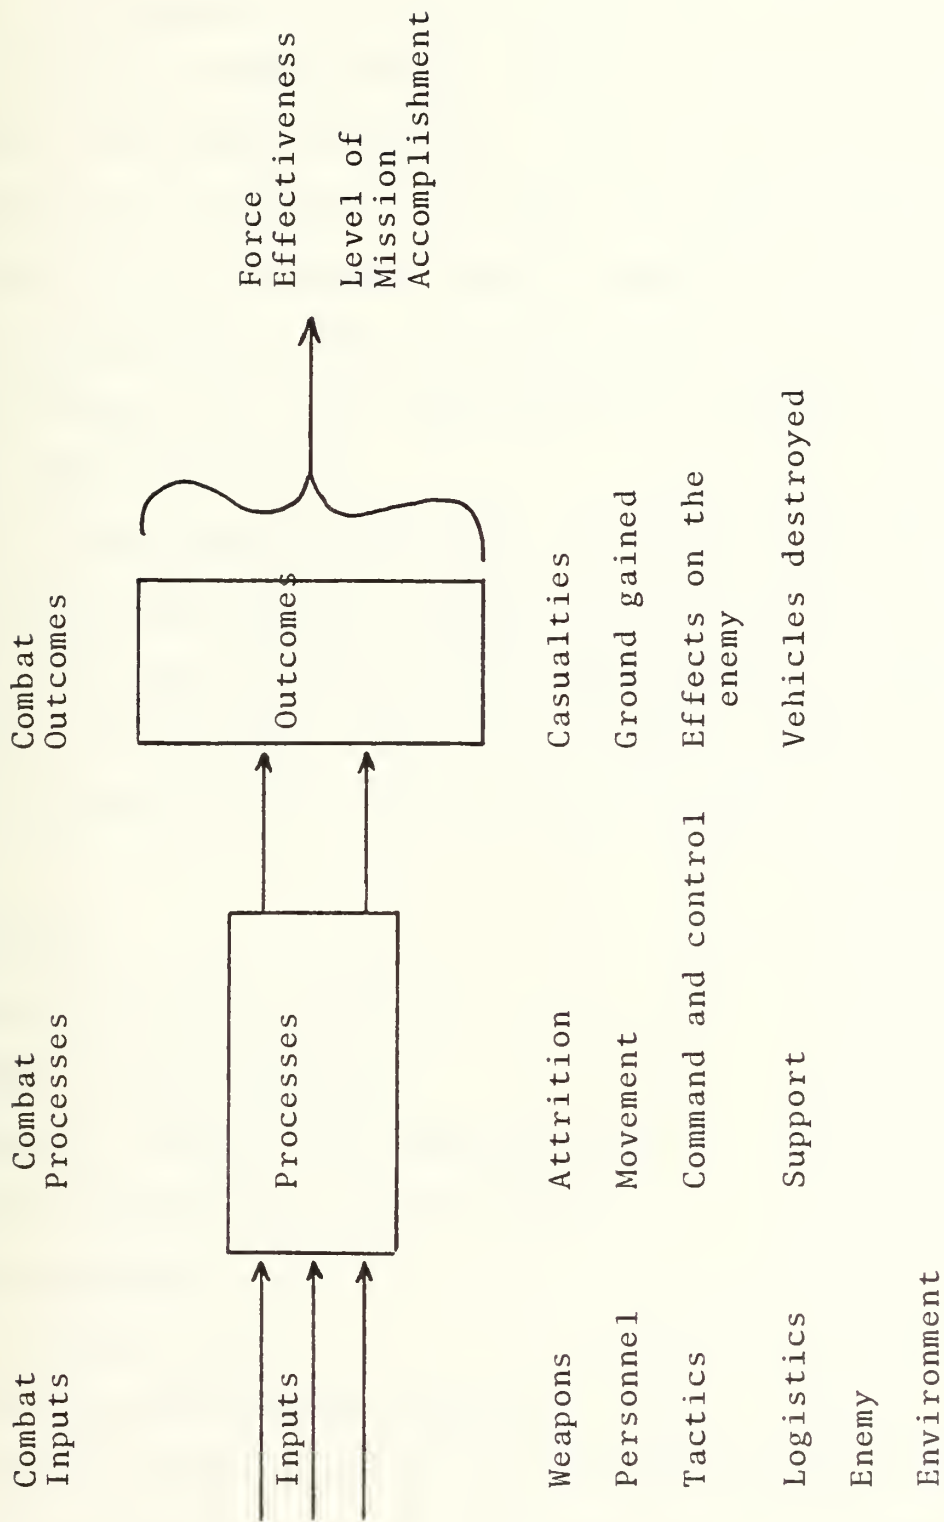 Combat
Inputs
Combat
Processes
Combat
Outcomes
Inputs
Processes
Outcomes
Force
Effectiveness
Level of
Mission
Accomplishment
Weapons
Attrition
Casualties
Personnel
Movement
Ground gained
Tactics
Command and control
Effects on the
enemy
Logistics
Support
Vehicles destroyed
Enemy
Environment